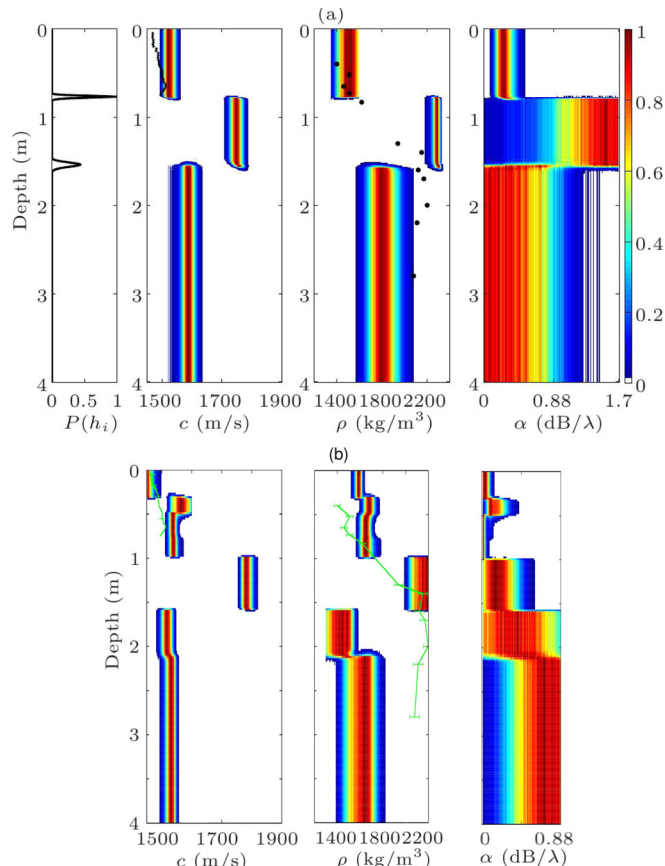 (a)
0
1
2
3
4
Depth (m)
0 0.5 1
P(h_i)
1500 1700 1900
c (m/s)
1400 1800 2200
ρ (kg/m³)
0 0.88 1.7
α (dB/λ)
1
0.8
0.6
0.4
0.2
0
(b)
0
1
2
3
4
Depth (m)
1500 1700 1900
c (m/s)
1400 1800 2200
ρ (kg/m³)
0 0.88
α (dB/λ)